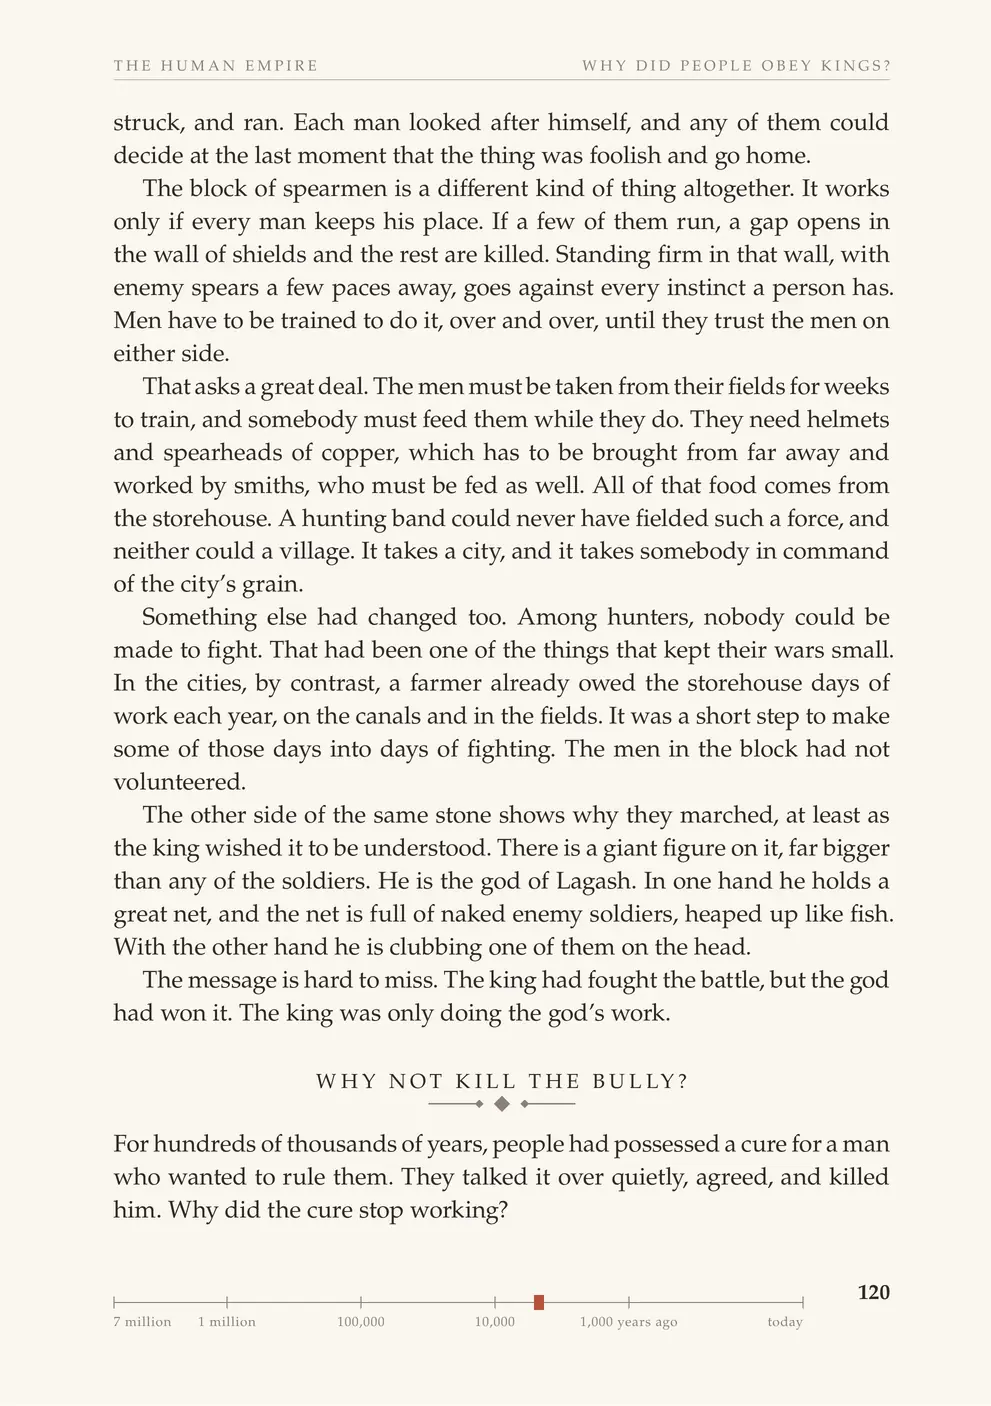 THE HUMAN EMPIRE
WHY DID PEOPLE OBEY KINGS?
struck, and ran. Each man looked after himself, and any of them could
decide at the last moment that the thing was foolish and go home.
The block of spearmen is a different kind of thing altogether. It works
only if every man keeps his place. If a few of them run, a gap opens in
the wall of shields and the rest are killed. Standing firm in that wall, with
enemy spears a few paces away, goes against every instinct a person has.
Men have to be trained to do it, over and over, until they trust the men on
either side.
That asks a great deal. The men must be taken from their fields for weeks
to train, and somebody must feed them while they do. They need helmets
and spearheads of copper, which has to be brought from far away and
worked by smiths, who must be fed as well. All of that food comes from
the storehouse. A hunting band could never have fielded such a force, and
neither could a village. It takes a city, and it takes somebody in command
of the city’s grain.
Something else had changed too. Among hunters, nobody could be
made to fight. That had been one of the things that kept their wars small.
In the cities, by contrast, a farmer already owed the storehouse days of
work each year, on the canals and in the fields. It was a short step to make
some of those days into days of fighting. The men in the block had not
volunteered.
The other side of the same stone shows why they marched, at least as
the king wished it to be understood. There is a giant figure on it, far bigger
than any of the soldiers. He is the god of Lagash. In one hand he holds a
great net, and the net is full of naked enemy soldiers, heaped up like fish.
With the other hand he is clubbing one of them on the head.
The message is hard to miss. The king had fought the battle, but the god
had won it. The king was only doing the god’s work.
WHY NOT KILL THE BULLY?
For hundreds of thousands of years, people had possessed a cure for a man
who wanted to rule them. They talked it over quietly, agreed, and killed
him. Why did the cure stop working?
120
7 million
1 million
100,000
10,000
1,000 years ago
today